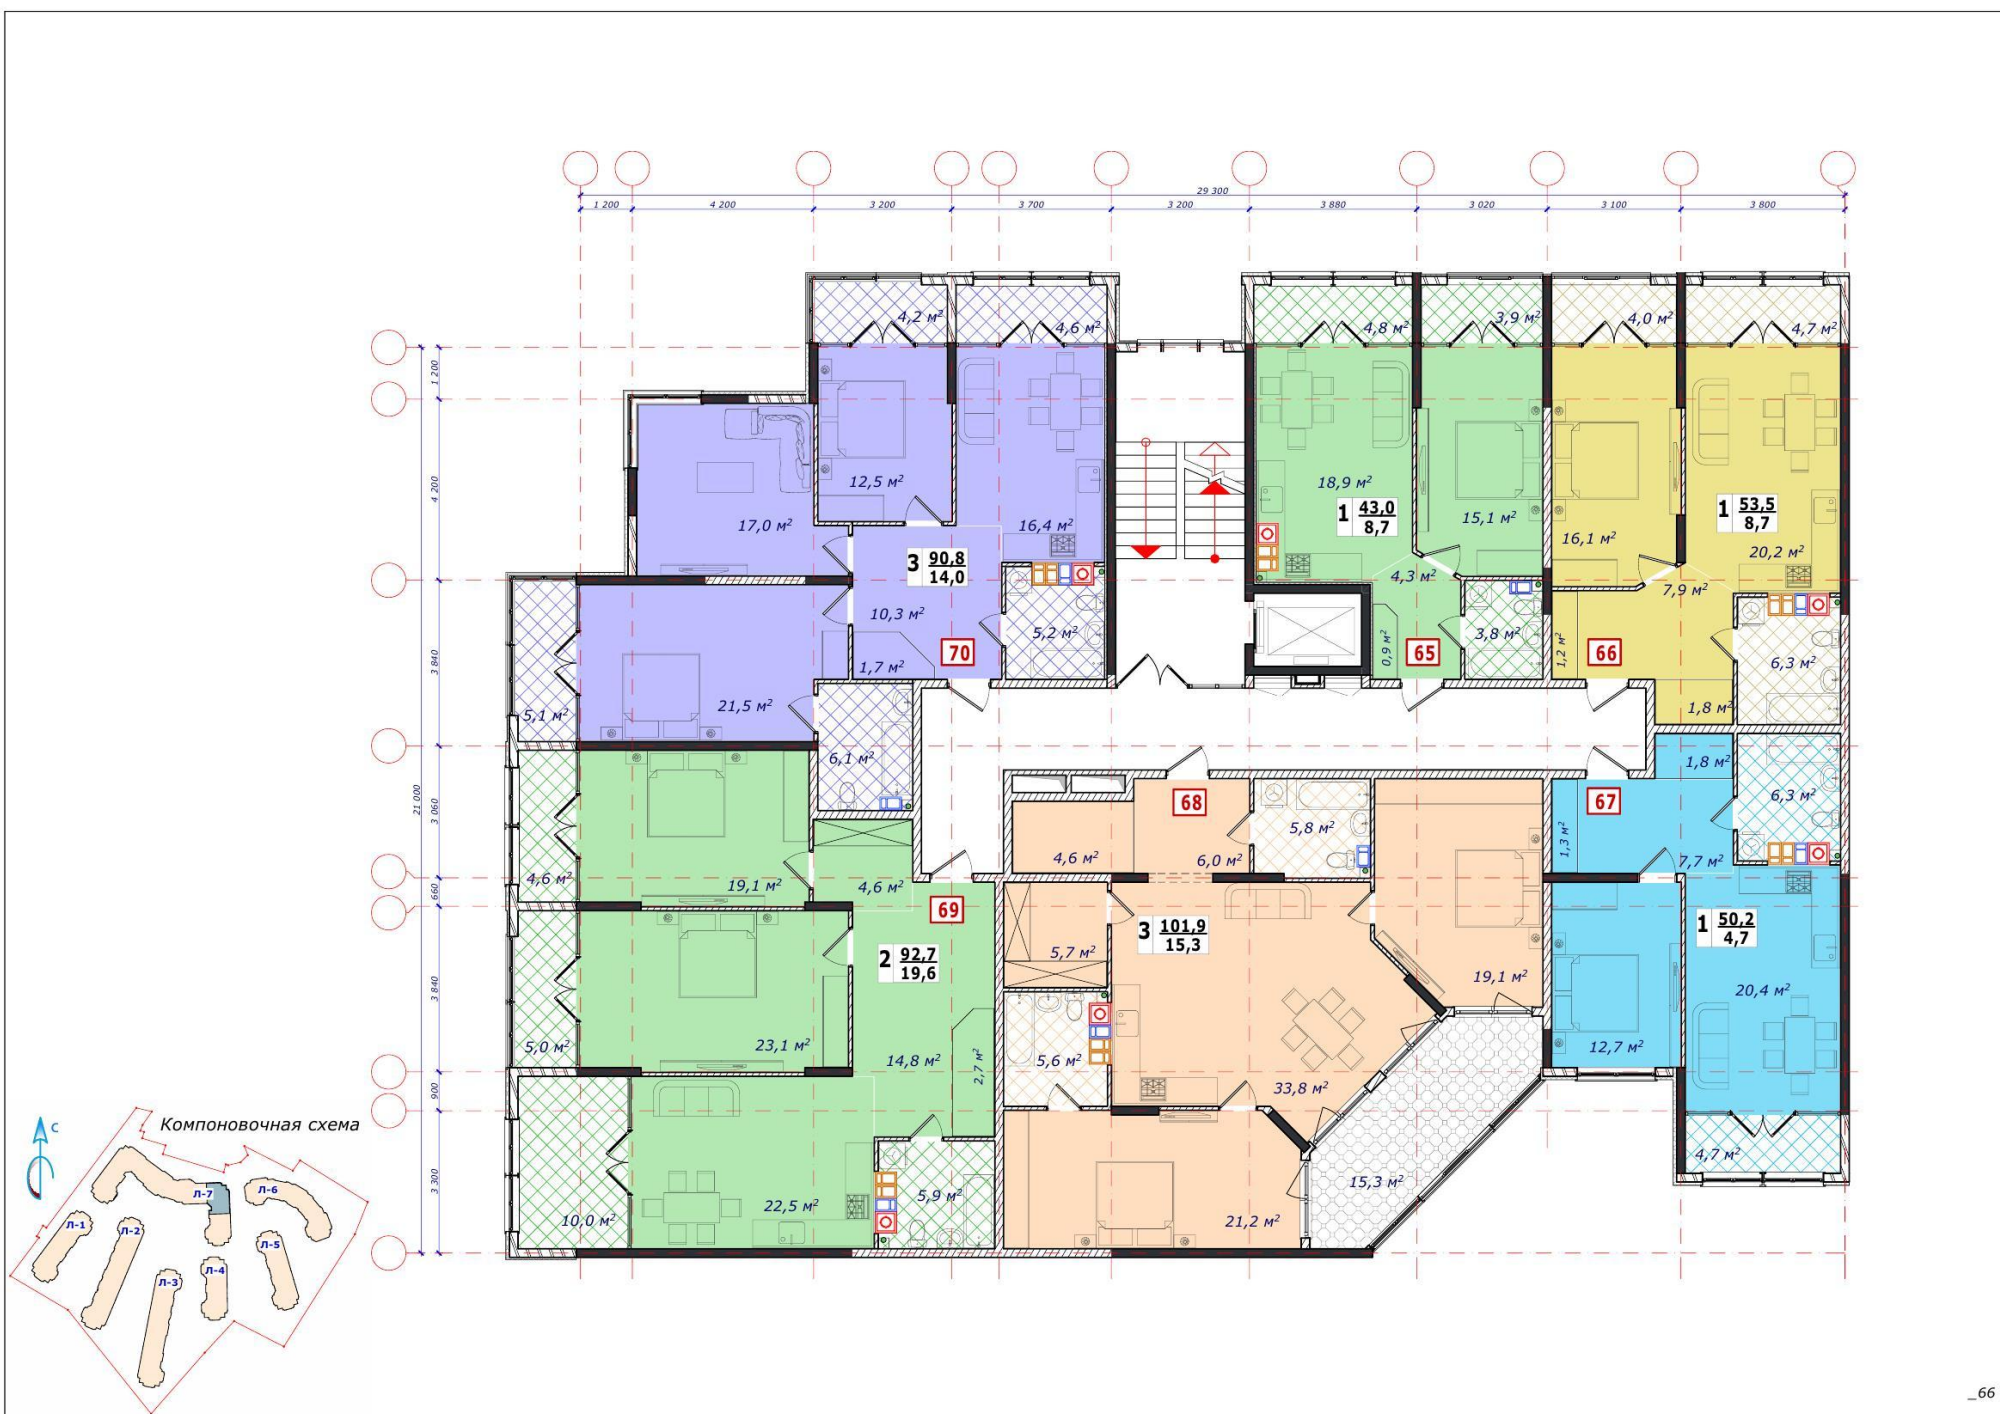 29 300
1 200 4 200 3 200 3 700 3 200 3 880 3 020 3 100 3 800
1 200
4 200
3 840
21 000
3 060
660
3 840
900
3 300
4,2 м²
4,6 м²
12,5 м²
17,0 м²
16,4 м²
3 90,8
14,0
10,3 м²
70
5,2 м²
1,7 м²
21,5 м²
5,1 м²
6,1 м²
4,8 м²
3,9 м²
18,9 м²
1 43,0
8,7
15,1 м²
4,3 м²
0,9 м²
65
3,8 м²
4,0 м²
4,7 м²
16,1 м²
1 53,5
8,7
20,2 м²
7,9 м²
1,2 м²
66
6,3 м²
1,8 м²
1,8 м²
6,3 м²
67
1,3 м²
7,7 м²
1 50,2
4,7
20,4 м²
12,7 м²
4,7 м²
68
5,8 м²
4,6 м²
6,0 м²
5,7 м²
3 101,9
15,3
19,1 м²
5,6 м²
33,8 м²
15,3 м²
21,2 м²
4,6 м²
19,1 м²
4,6 м²
69
2 92,7
19,6
5,0 м²
23,1 м²
14,8 м²
2,7 м²
10,0 м²
22,5 м²
5,9 м²
С
Компоновочная схема
Л-7
Л-6
Л-1
Л-2
Л-5
Л-3
Л-4
_66